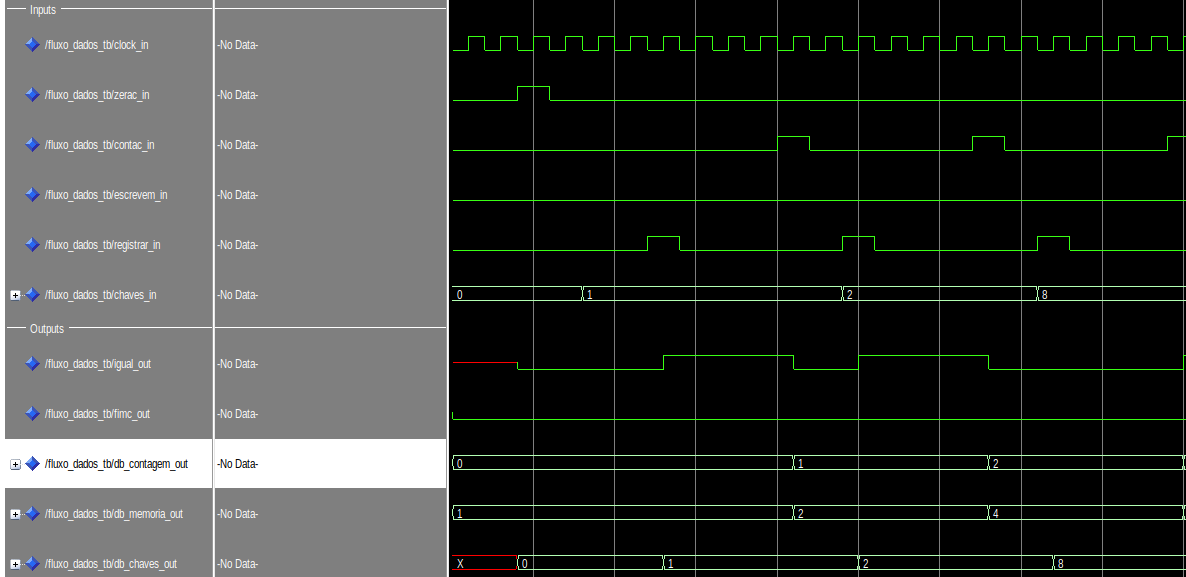 Inputs
/fluxo_dados_tb/clock_in -No Data-
/fluxo_dados_tb/zerac_in -No Data-
/fluxo_dados_tb/contac_in -No Data-
/fluxo_dados_tb/escrevem_in -No Data-
/fluxo_dados_tb/registrar_in -No Data-
/fluxo_dados_tb/chaves_in -No Data- 0 1 2 8
Outputs
/fluxo_dados_tb/igual_out -No Data-
/fluxo_dados_tb/fimc_out -No Data-
/fluxo_dados_tb/db_contagem_out -No Data- 0 1 2
/fluxo_dados_tb/db_memoria_out -No Data- 1 2 4
/fluxo_dados_tb/db_chaves_out -No Data- X 0 1 2 8